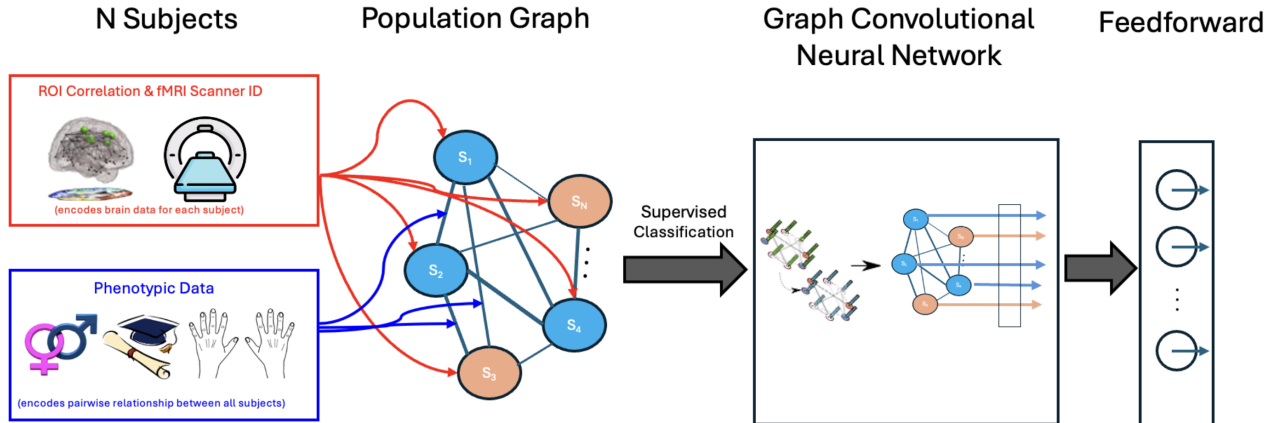 N Subjects
Population Graph
Graph Convolutional
Neural Network
Feedforward
ROI Correlation & fMRI Scanner ID
(encodes brain data for each subject)
Phenotypic Data
(encodes pairwise relationship between all subjects)
S1
SN
S2
S4
S3
Supervised
Classification